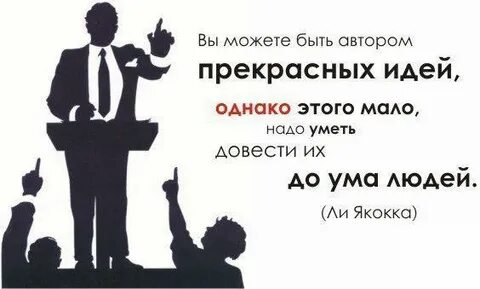 Вы можете быть автором
прекрасных идей,
однако этого мало,
надо уметь
довести их
до ума людей.
(Ли Якокка)